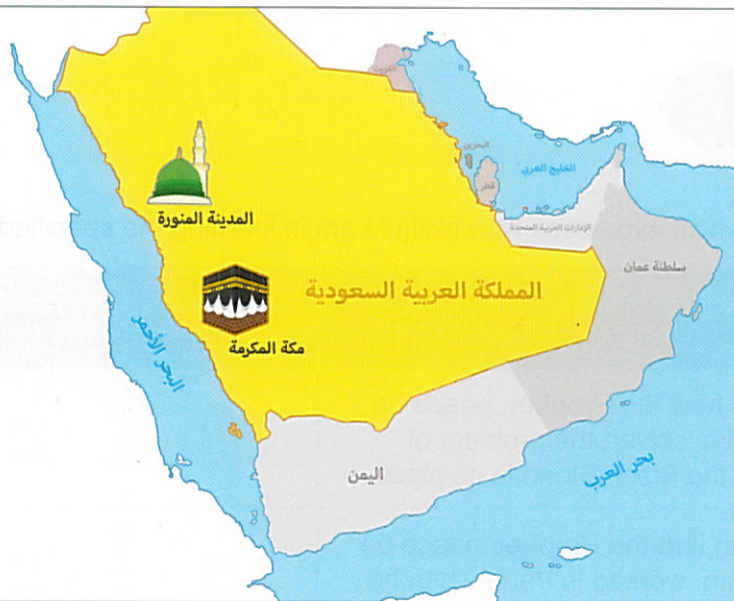 الكويت
البحرين
قطر
الخليج العربي
المدينة المنورة
الإمارات العربية المتحدة
سلطنة عمان
المملكة العربية السعودية
مكة المكرمة
البحر الأحمر
بحر العرب
اليمن